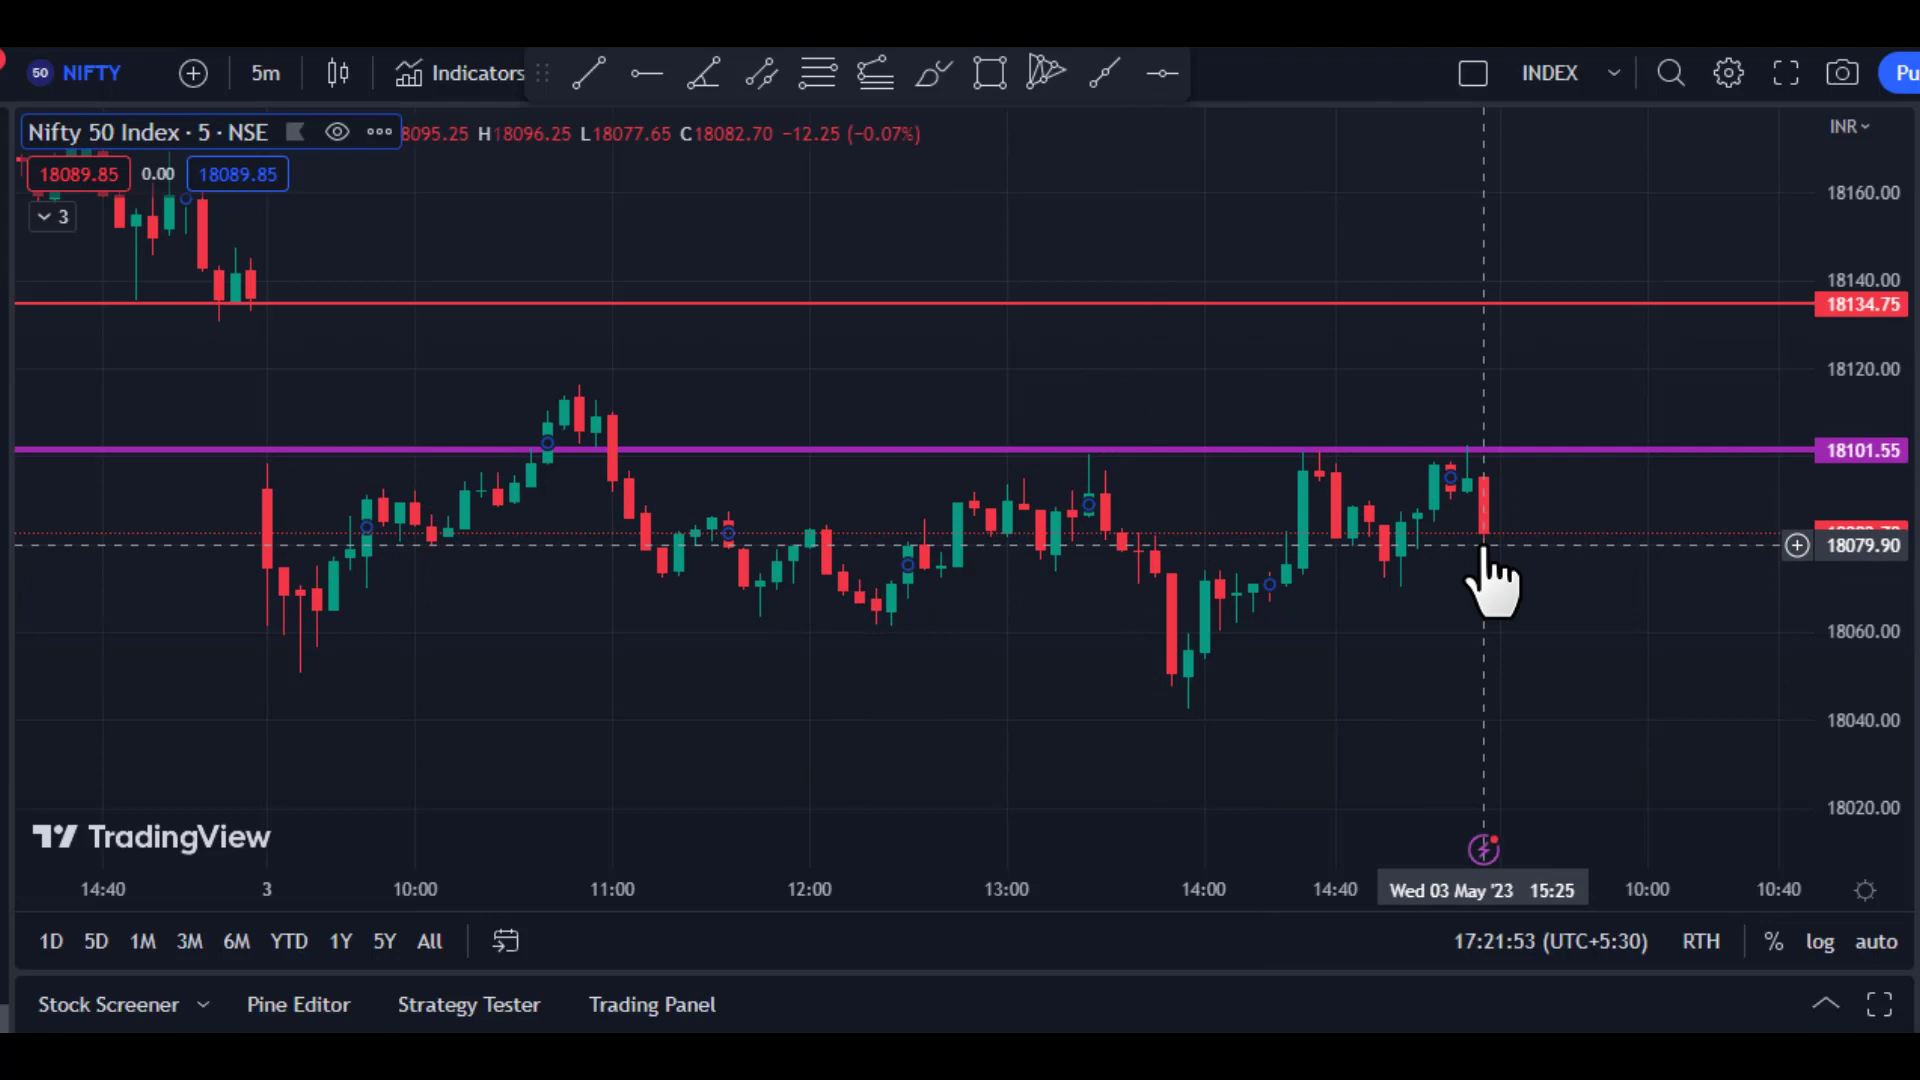 50 NIFTY 5m Indicators INDEX Pu
Nifty 50 Index · 5 · NSE 8095.25 H18096.25 L18077.65 C18082.70 −12.25 (−0.07%) INR
18089.85 0.00 18089.85
3
18160.00
18140.00
18134.75
18120.00
18101.55
18079.90
18060.00
18040.00
18020.00
TradingView
14:40 3 10:00 11:00 12:00 13:00 14:00 14:40 Wed 03 May '23 15:25 10:00 10:40
1D 5D 1M 3M 6M YTD 1Y 5Y All 17:21:53 (UTC+5:30) RTH % log auto
Stock Screener Pine Editor Strategy Tester Trading Panel